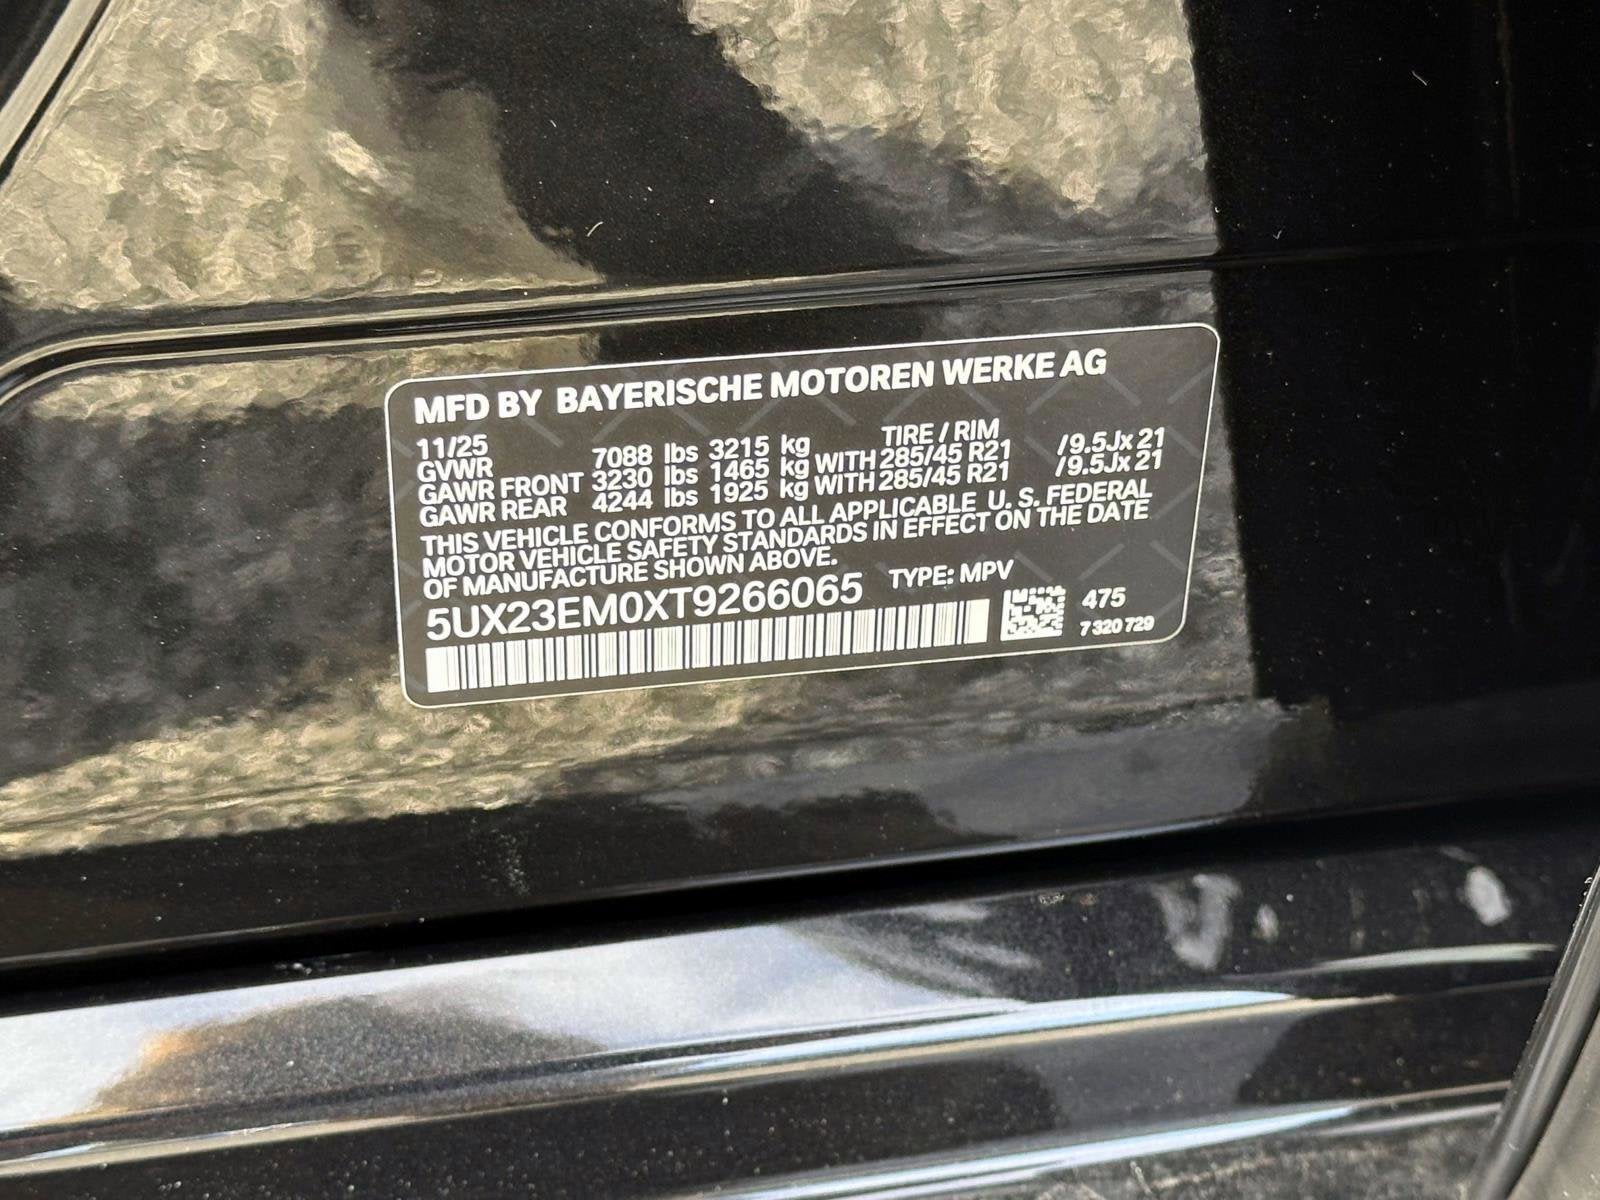 MFD BY BAYERISCHE MOTOREN WERKE AG
11/25 TIRE / RIM
GVWR 7088 lbs 3215 kg
GAWR FRONT 3230 lbs 1465 kg WITH 285/45 R21 /9.5Jx 21
GAWR REAR 4244 lbs 1925 kg WITH 285/45 R21 /9.5Jx 21
THIS VEHICLE CONFORMS TO ALL APPLICABLE U. S. FEDERAL
MOTOR VEHICLE SAFETY STANDARDS IN EFFECT ON THE DATE
OF MANUFACTURE SHOWN ABOVE.
5UX23EM0XT9266065 TYPE: MPV
475
7 320 729